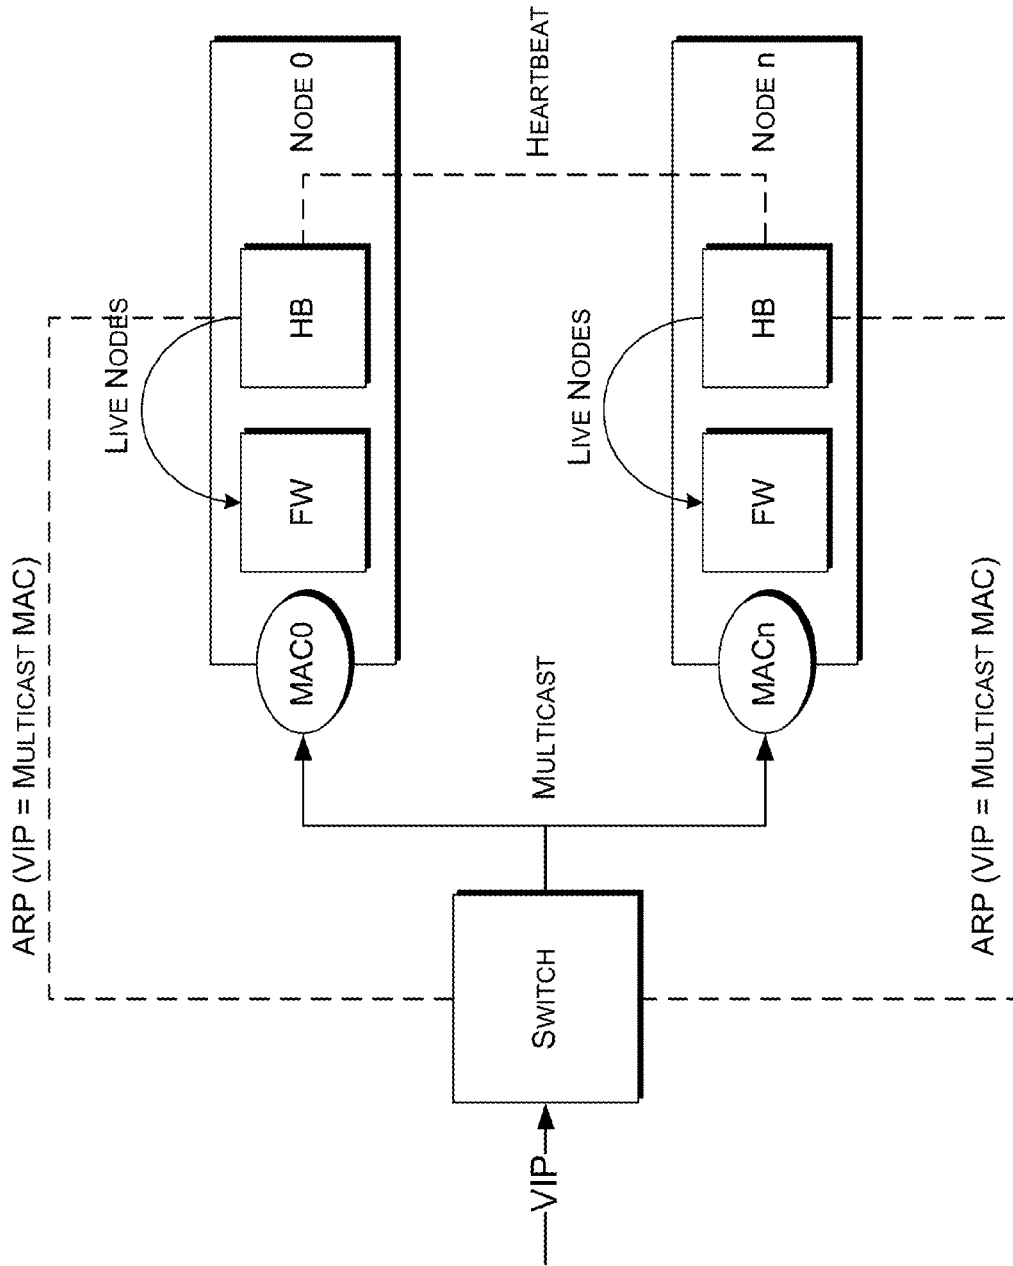 ARP (VIP = MULTICAST MAC)
LIVE NODES
NODE 0
HB
FW
MAC0
HEARTBEAT
MULTICAST
SWITCH
VIP
LIVE NODES
NODE n
HB
FW
MACn
ARP (VIP = MULTICAST MAC)